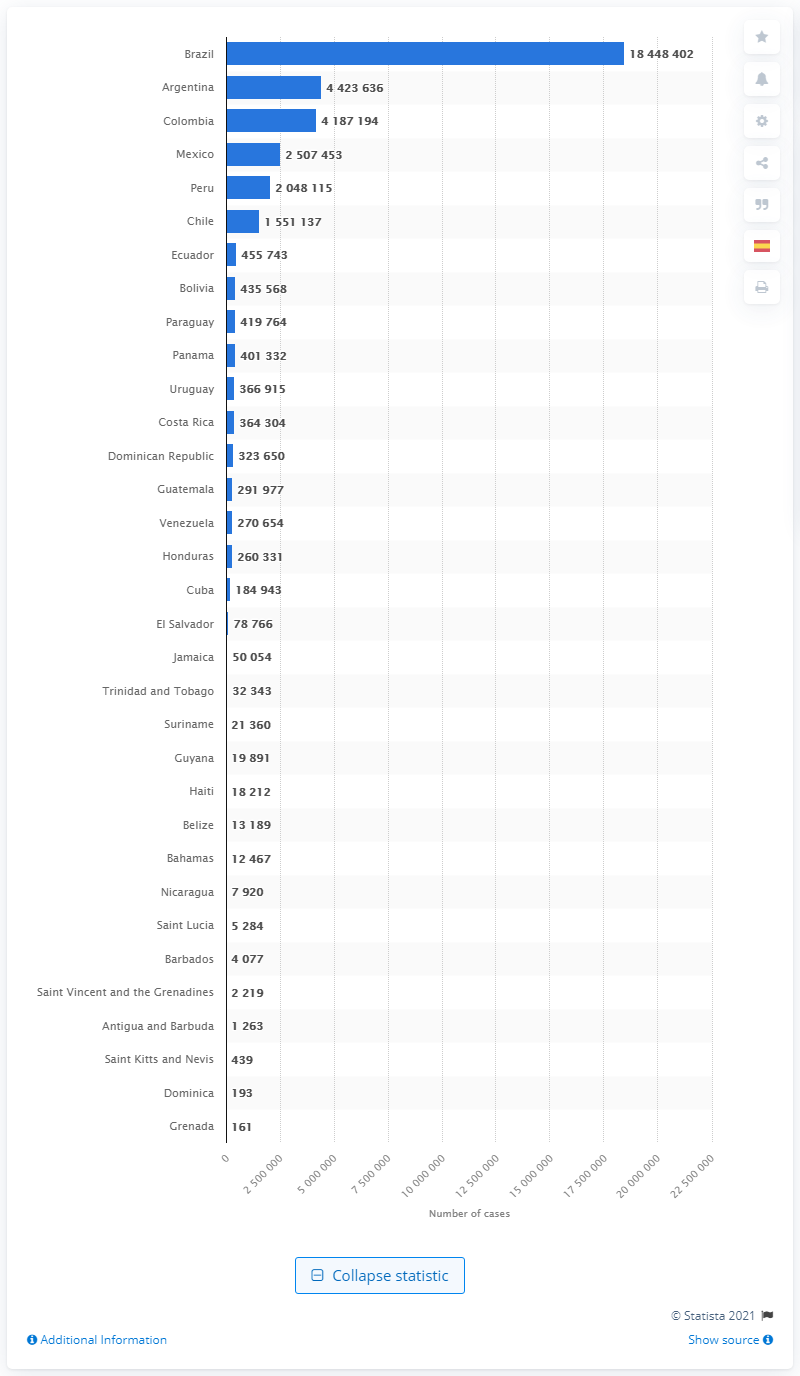 Brazil 18 448 402
Argentina 4 423 636
Colombia 4 187 194
Mexico 2 507 453
Peru 2 048 115
Chile 1 551 137
Ecuador 455 743
Bolivia 435 568
Paraguay 419 764
Panama 401 332
Uruguay 366 915
Costa Rica 364 304
Dominican Republic 323 650
Guatemala 291 977
Venezuela 270 654
Honduras 260 331
Cuba 184 943
El Salvador 78 766
Jamaica 50 054
Trinidad and Tobago 32 343
Suriname 21 360
Guyana 19 891
Haiti 18 212
Belize 13 189
Bahamas 12 467
Nicaragua 7 920
Saint Lucia 5 284
Barbados 4 077
Saint Vincent and the Grenadines 2 219
Antigua and Barbuda 1 263
Saint Kitts and Nevis 439
Dominica 193
Grenada 161
0 2 500 000 5 000 000 7 500 000 10 000 000 12 500 000 15 000 000 17 500 000 20 000 000 22 500 000
Number of cases
Collapse statistic
© Statista 2021
Additional Information Show source